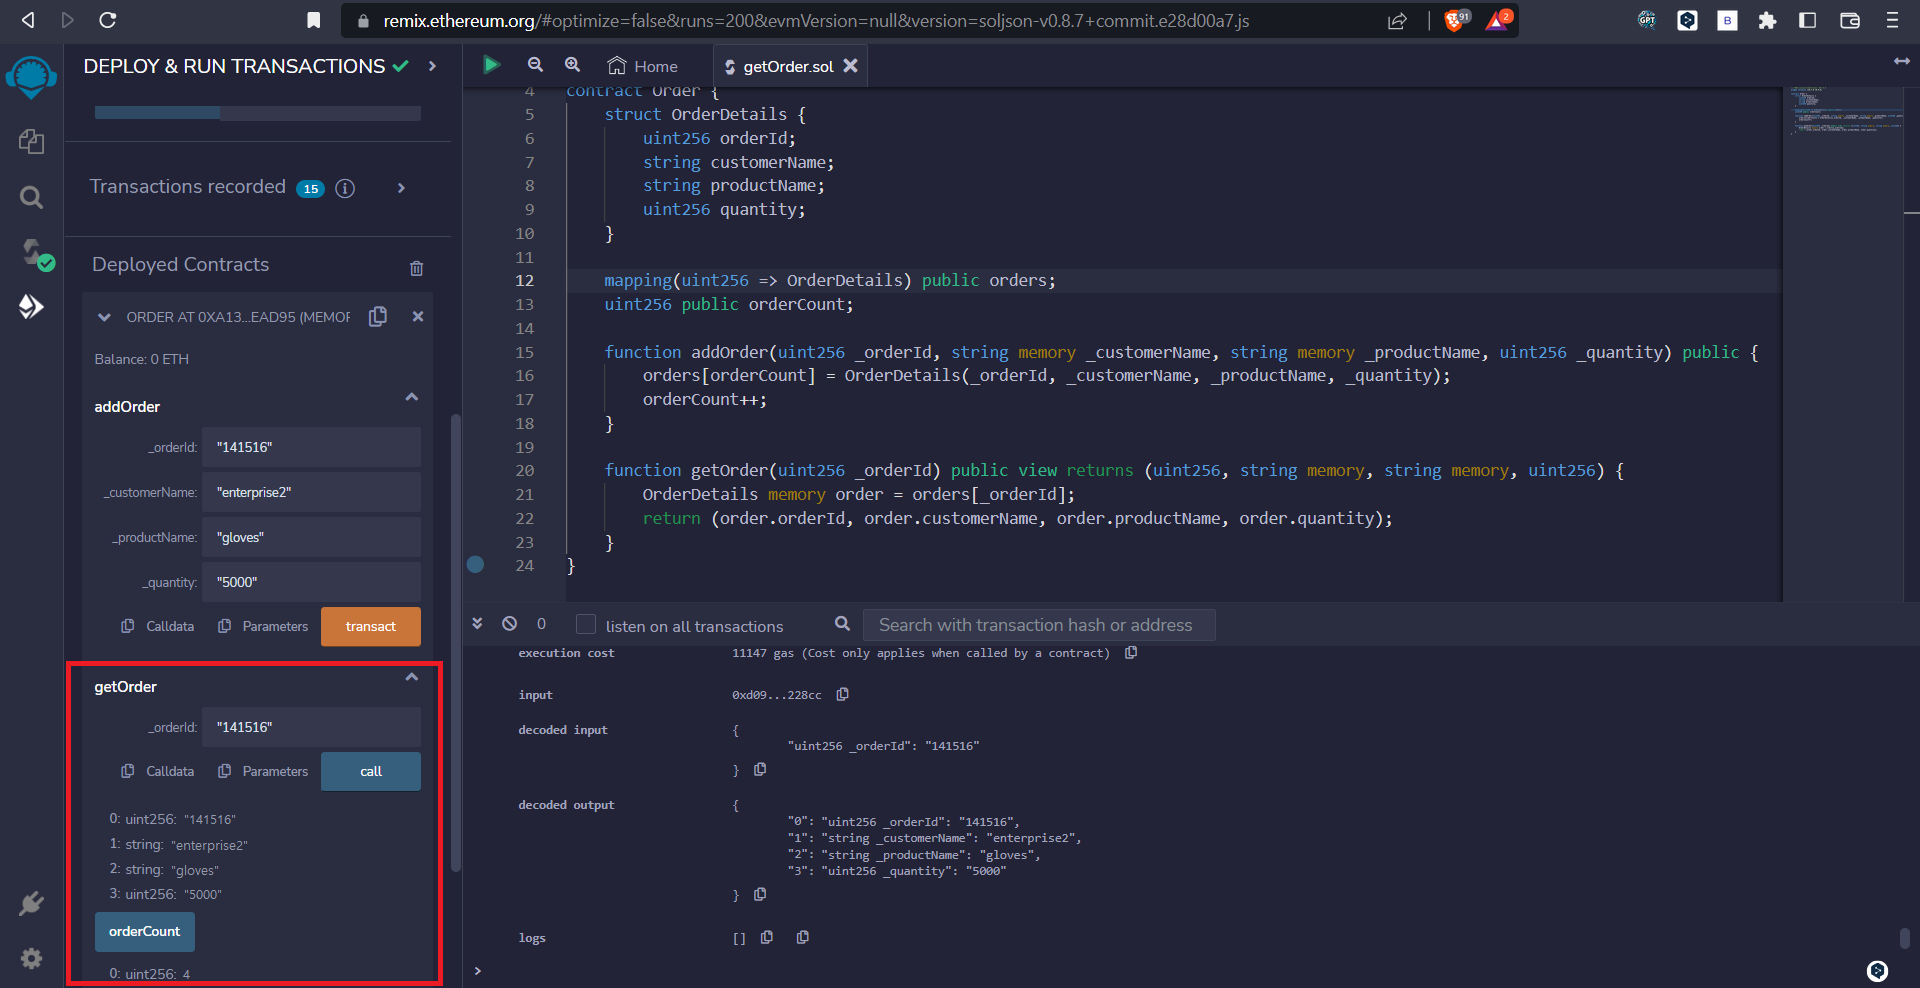 remix.ethereum.org/#optimize=false&runs=200&evmVersion=null&version=soljson-v0.8.7+commit.e28d00a7.js
91
2
GPT
B
DEPLOY & RUN TRANSACTIONS
Transactions recorded 15
Deployed Contracts
ORDER AT 0XA13...EAD95 (MEMOR
Balance: 0 ETH
addOrder
_orderId: "141516"
_customerName: "enterprise2"
_productName: "gloves"
_quantity: "5000"
Calldata Parameters transact
getOrder
_orderId: "141516"
Calldata Parameters call
0: uint256: "141516"
1: string: "enterprise2"
2: string: "gloves"
3: uint256: "5000"
orderCount
0: uint256: 4
Home
getOrder.sol
4 contract Order {
5 struct OrderDetails {
6 uint256 orderId;
7 string customerName;
8 string productName;
9 uint256 quantity;
10 }
11
12 mapping(uint256 => OrderDetails) public orders;
13 uint256 public orderCount;
14
15 function addOrder(uint256 _orderId, string memory _customerName, string memory _productName, uint256 _quantity) public {
16 orders[orderCount] = OrderDetails(_orderId, _customerName, _productName, _quantity);
17 orderCount++;
18 }
19
20 function getOrder(uint256 _orderId) public view returns (uint256, string memory, string memory, uint256) {
21 OrderDetails memory order = orders[_orderId];
22 return (order.orderId, order.customerName, order.productName, order.quantity);
23 }
24 }
0 listen on all transactions Search with transaction hash or address
execution cost 11147 gas (Cost only applies when called by a contract)
input 0xd09...228cc
decoded input {
"uint256 _orderId": "141516"
}
decoded output {
"0": "uint256 _orderId": "141516",
"1": "string _customerName": "enterprise2",
"2": "string _productName": "gloves",
"3": "uint256 _quantity": "5000"
}
logs []
>